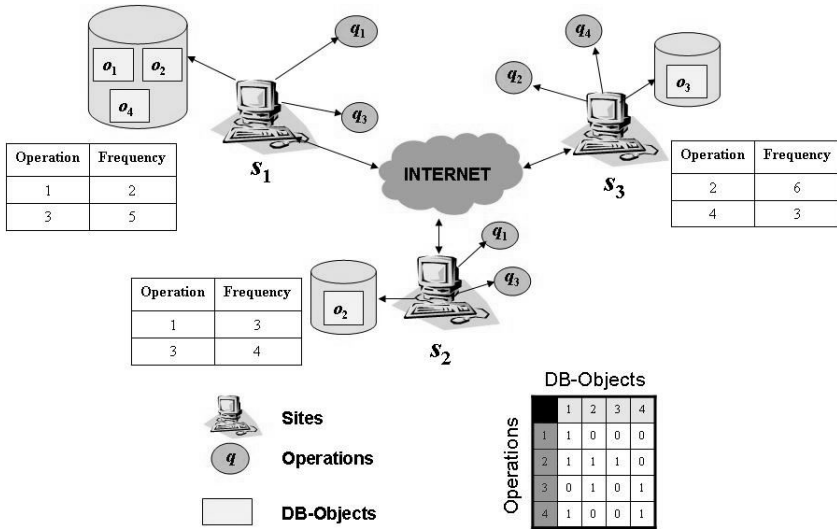 q1
q4
o1 o2
o4
q2
o3
q3
Operation Frequency
1 2
3 5
s1
INTERNET
s3
Operation Frequency
2 6
4 3
q1
q3
Operation Frequency
1 3
3 4
o2
s2
Sites
q Operations
DB-Objects
DB-Objects
Operations
1 2 3 4
1 1 0 0 0
2 1 1 1 0
3 0 1 0 1
4 1 0 0 1